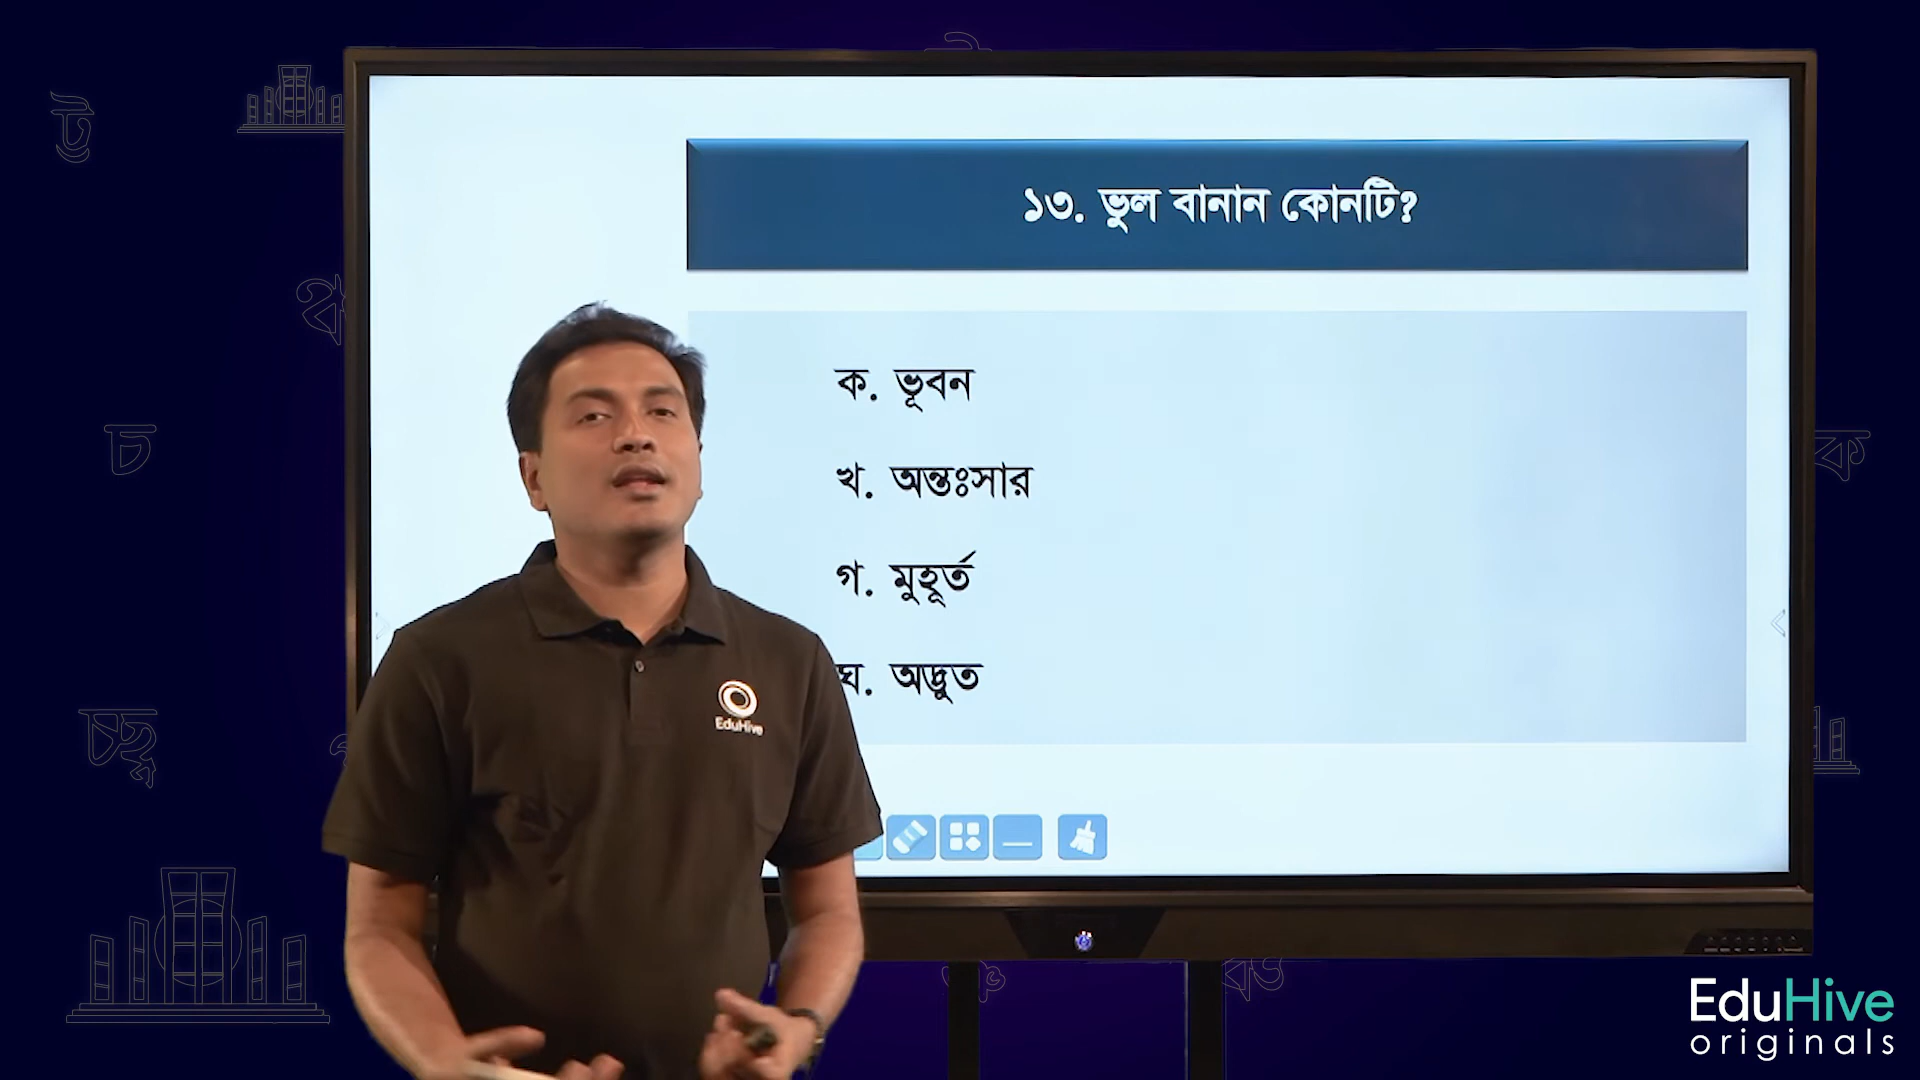 ১৩. ভুল বানান কোনটি?
ক. ভূবন
খ. অন্তঃসার
গ. মুহূর্ত
ঘ. অদ্ভুত
EduHive
EduHive
originals
ট
চ
চ্ছ্ব
ক